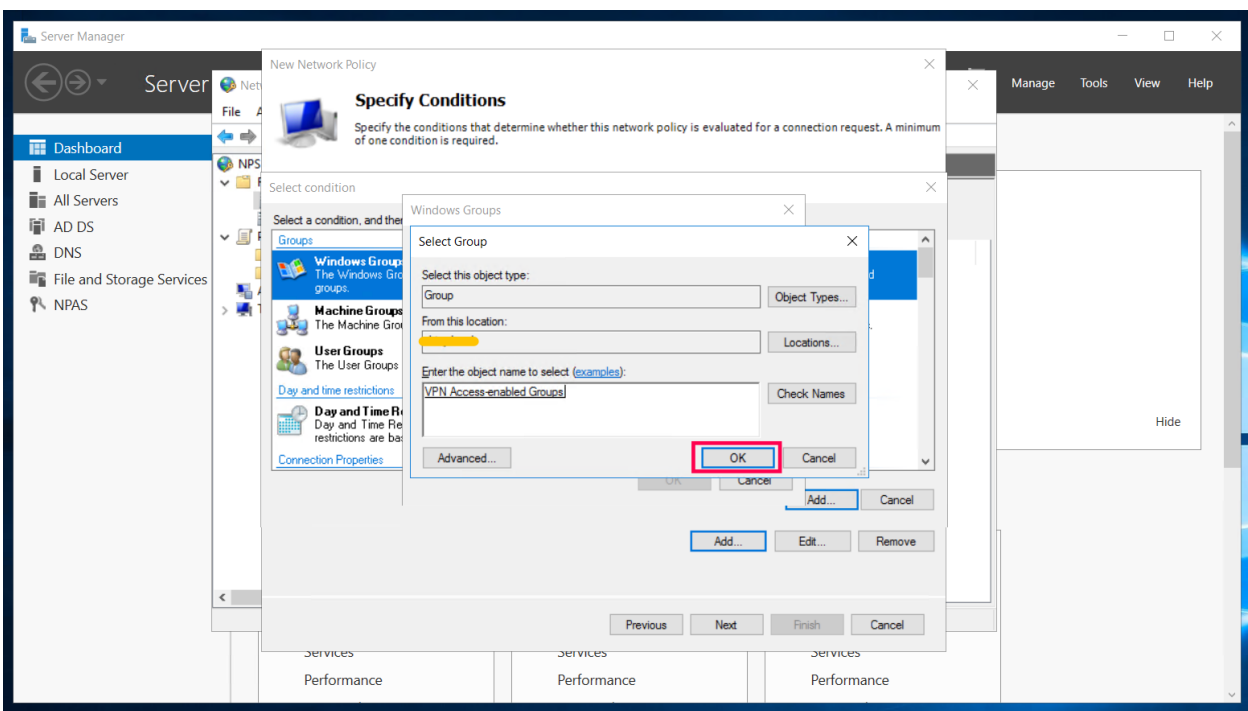 Server Manager
Server
Manage
Tools
View
Help
Dashboard
Local Server
All Servers
AD DS
DNS
File and Storage Services
NPAS
File
NPS
New Network Policy
Specify Conditions
Specify the conditions that determine whether this network policy is evaluated for a connection request. A minimum
of one condition is required.
Select condition
Select a condition, and then
Groups
Windows Groups
The Windows Gro
groups.
Machine Groups
The Machine Grou
User Groups
The User Groups
Day and time restrictions
Day and Time Re
Day and Time Re
restrictions are ba
Connection Properties
Windows Groups
Select Group
Select this object type:
Group
Object Types...
From this location:
Locations...
Enter the object name to select (examples):
VPN Access-enabled Groups
Check Names
Advanced...
OK
Cancel
OK
Cancel
Add...
Cancel
Add...
Edit...
Remove
Previous
Next
Finish
Cancel
Hide
Services
Services
Services
Performance
Performance
Performance